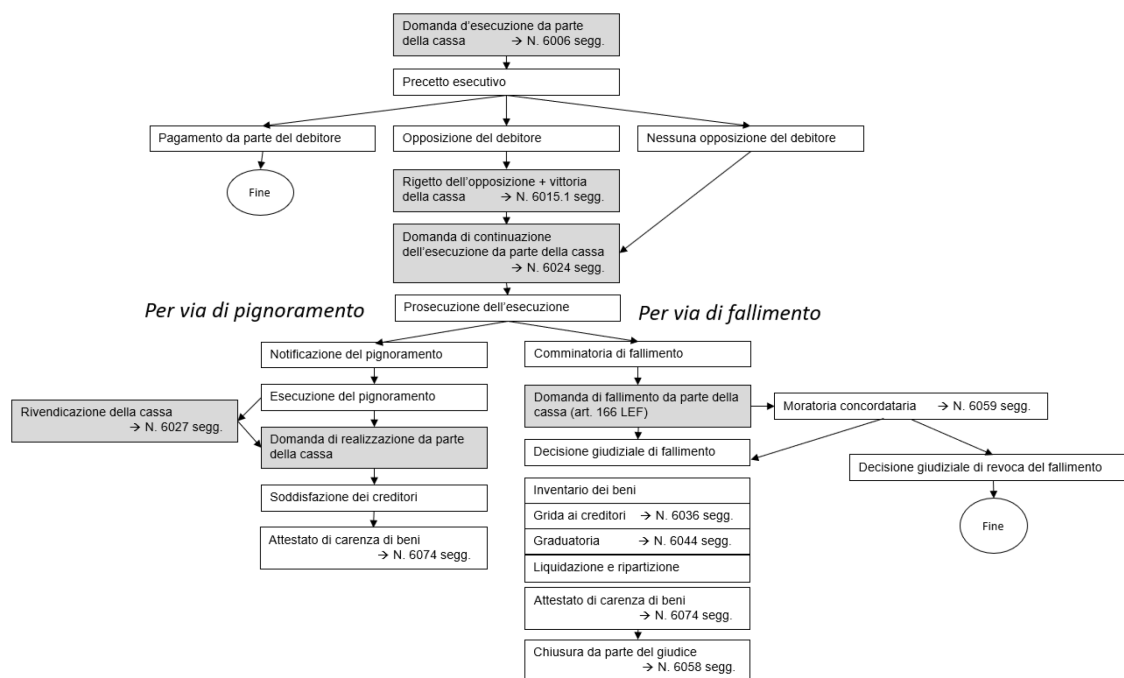 Domanda d'esecuzione da parte
della cassa → N. 6006 segg.
Precetto esecutivo
Pagamento da parte del debitore
Opposizione del debitore
Nessuna opposizione del debitore
Fine
Rigetto dell'opposizione + vittoria
della cassa → N. 6015.1 segg.
Domanda di continuazione
dell'esecuzione da parte della cassa
→ N. 6024 segg.
Prosecuzione dell'esecuzione
Per via di pignoramento
Per via di fallimento
Notificazione del pignoramento
Esecuzione del pignoramento
Rivendicazione della cassa
→ N. 6027 segg.
Domanda di realizzazione da parte
della cassa
Soddisfazione dei creditori
Attestato di carenza di beni
→ N. 6074 segg.
Comminatoria di fallimento
Domanda di fallimento da parte della
cassa (art. 166 LEF)
Moratoria concordataria → N. 6059 segg.
Decisione giudiziale di fallimento
Decisione giudiziale di revoca del fallimento
Fine
Inventario dei beni
Grida ai creditori → N. 6036 segg.
Graduatoria → N. 6044 segg.
Liquidazione e ripartizione
Attestato di carenza di beni
→ N. 6074 segg.
Chiusura da parte del giudice
→ N. 6058 segg.